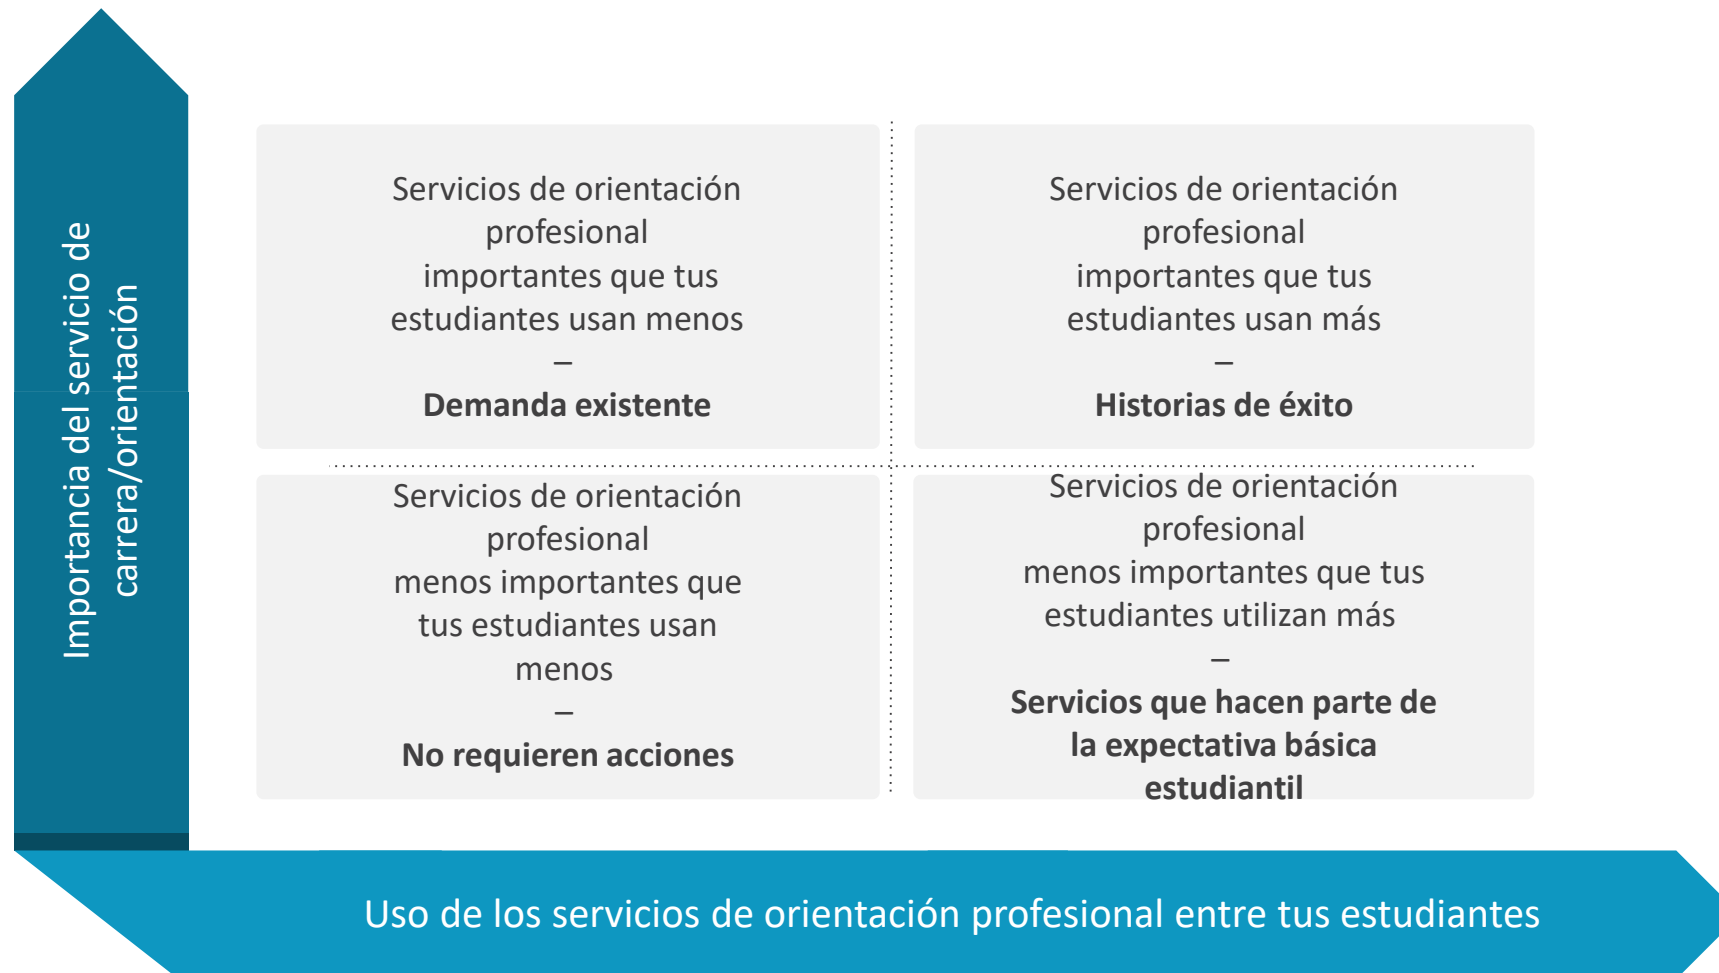 Importancia del servicio de
carrera/orientación
Servicios de orientación
profesional
importantes que tus
estudiantes usan menos
–
Demanda existente
Servicios de orientación
profesional
importantes que tus
estudiantes usan más
–
Historias de éxito
Servicios de orientación
profesional
menos importantes que
tus estudiantes usan
menos
–
No requieren acciones
Servicios de orientación
profesional
menos importantes que tus
estudiantes utilizan más
–
Servicios que hacen parte de
la expectativa básica
estudiantil
Uso de los servicios de orientación profesional entre tus estudiantes